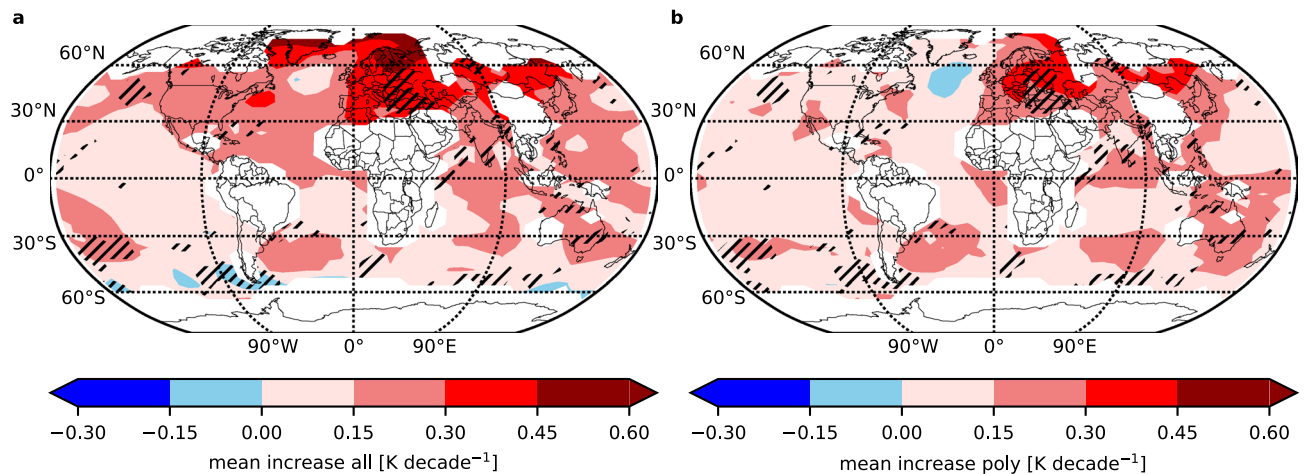 a
b
60°N
30°N
0°
30°S
60°S
90°W 0° 90°E
60°N
30°N
0°
30°S
60°S
90°W 0° 90°E
−0.30 −0.15 0.00 0.15 0.30 0.45 0.60
mean increase all [K decade⁻¹]
−0.30 −0.15 0.00 0.15 0.30 0.45 0.60
mean increase poly [K decade⁻¹]